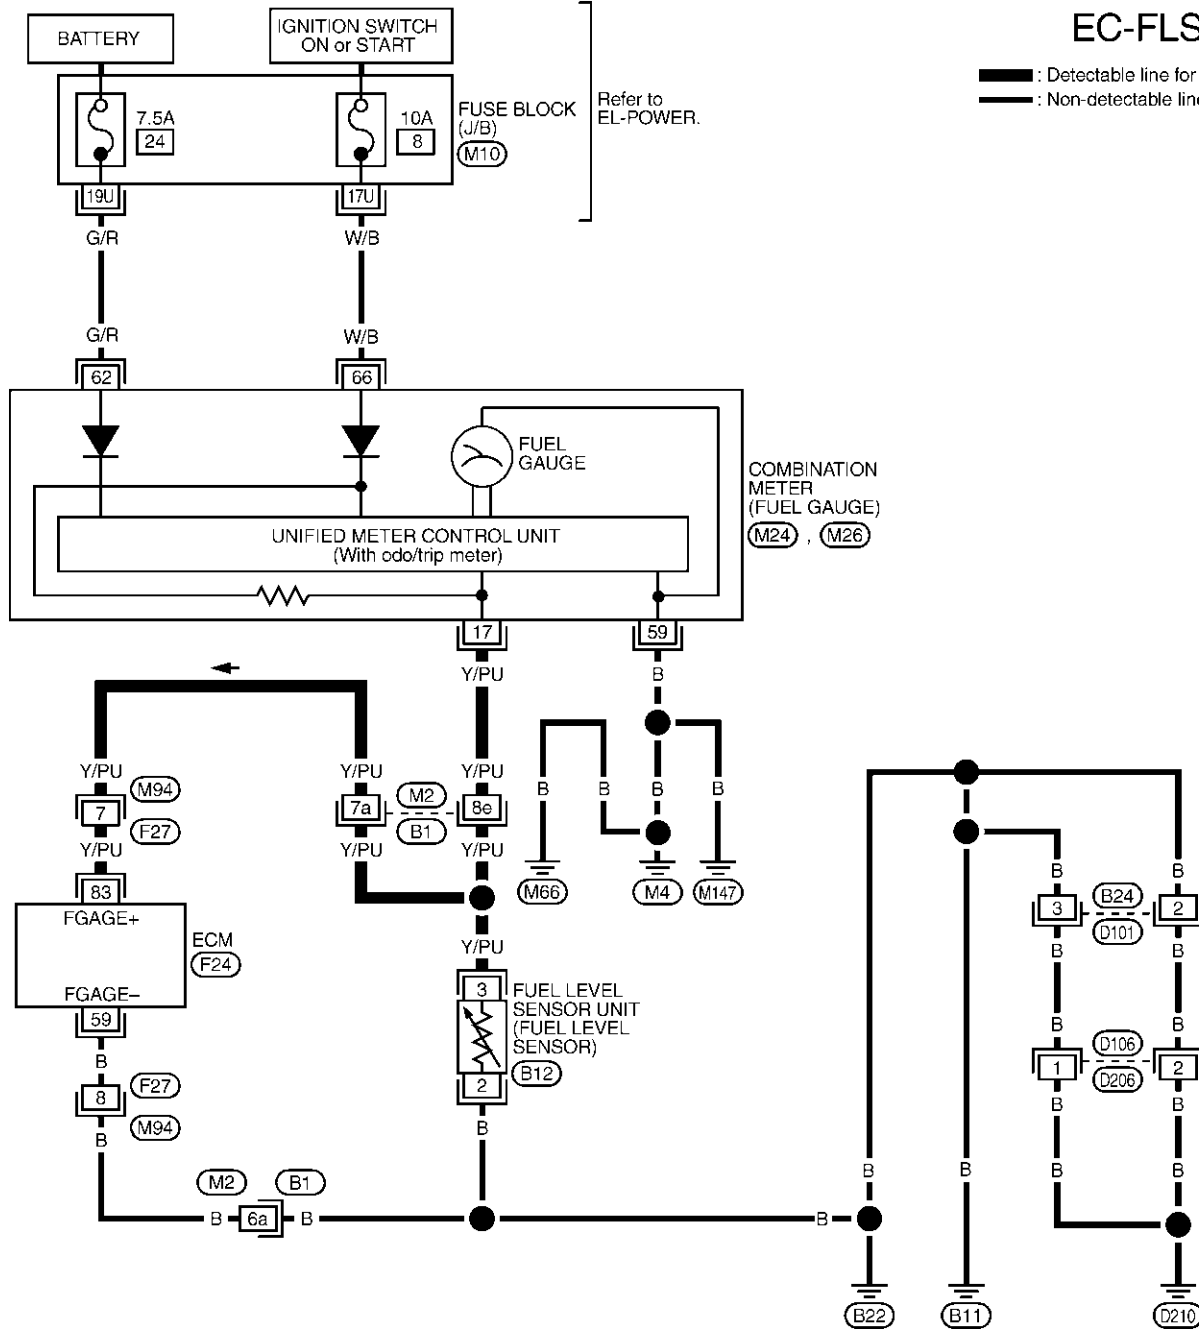 EC-FLS
BATTERY
IGNITION SWITCH
ON or START
: Detectable line for
: Non-detectable line
7.5A
24
10A
8
FUSE BLOCK
(J/B)
M10
Refer to
EL-POWER.
19U
17U
G/R
W/B
G/R
W/B
62
66
FUEL
GAUGE
COMBINATION
METER
(FUEL GAUGE)
M24 , M26
UNIFIED METER CONTROL UNIT
(With odo/trip meter)
17
59
Y/PU
B
Y/PU
M94
7
F27
Y/PU
Y/PU
7a
M2
B1
Y/PU
Y/PU
8e
Y/PU
B
B
B
B
M66
M4
M147
83
FGAGE+
ECM
F24
FGAGE–
59
Y/PU
3
FUEL LEVEL
SENSOR UNIT
(FUEL LEVEL
SENSOR)
B12
2
B
B
3
B24
D101
B
2
B
B
B
B
1
D106
D206
2
B
B
B
F27
8
M94
B
M2
B1
B
6a
B
B
B
B
B
B
B22
B11
D210